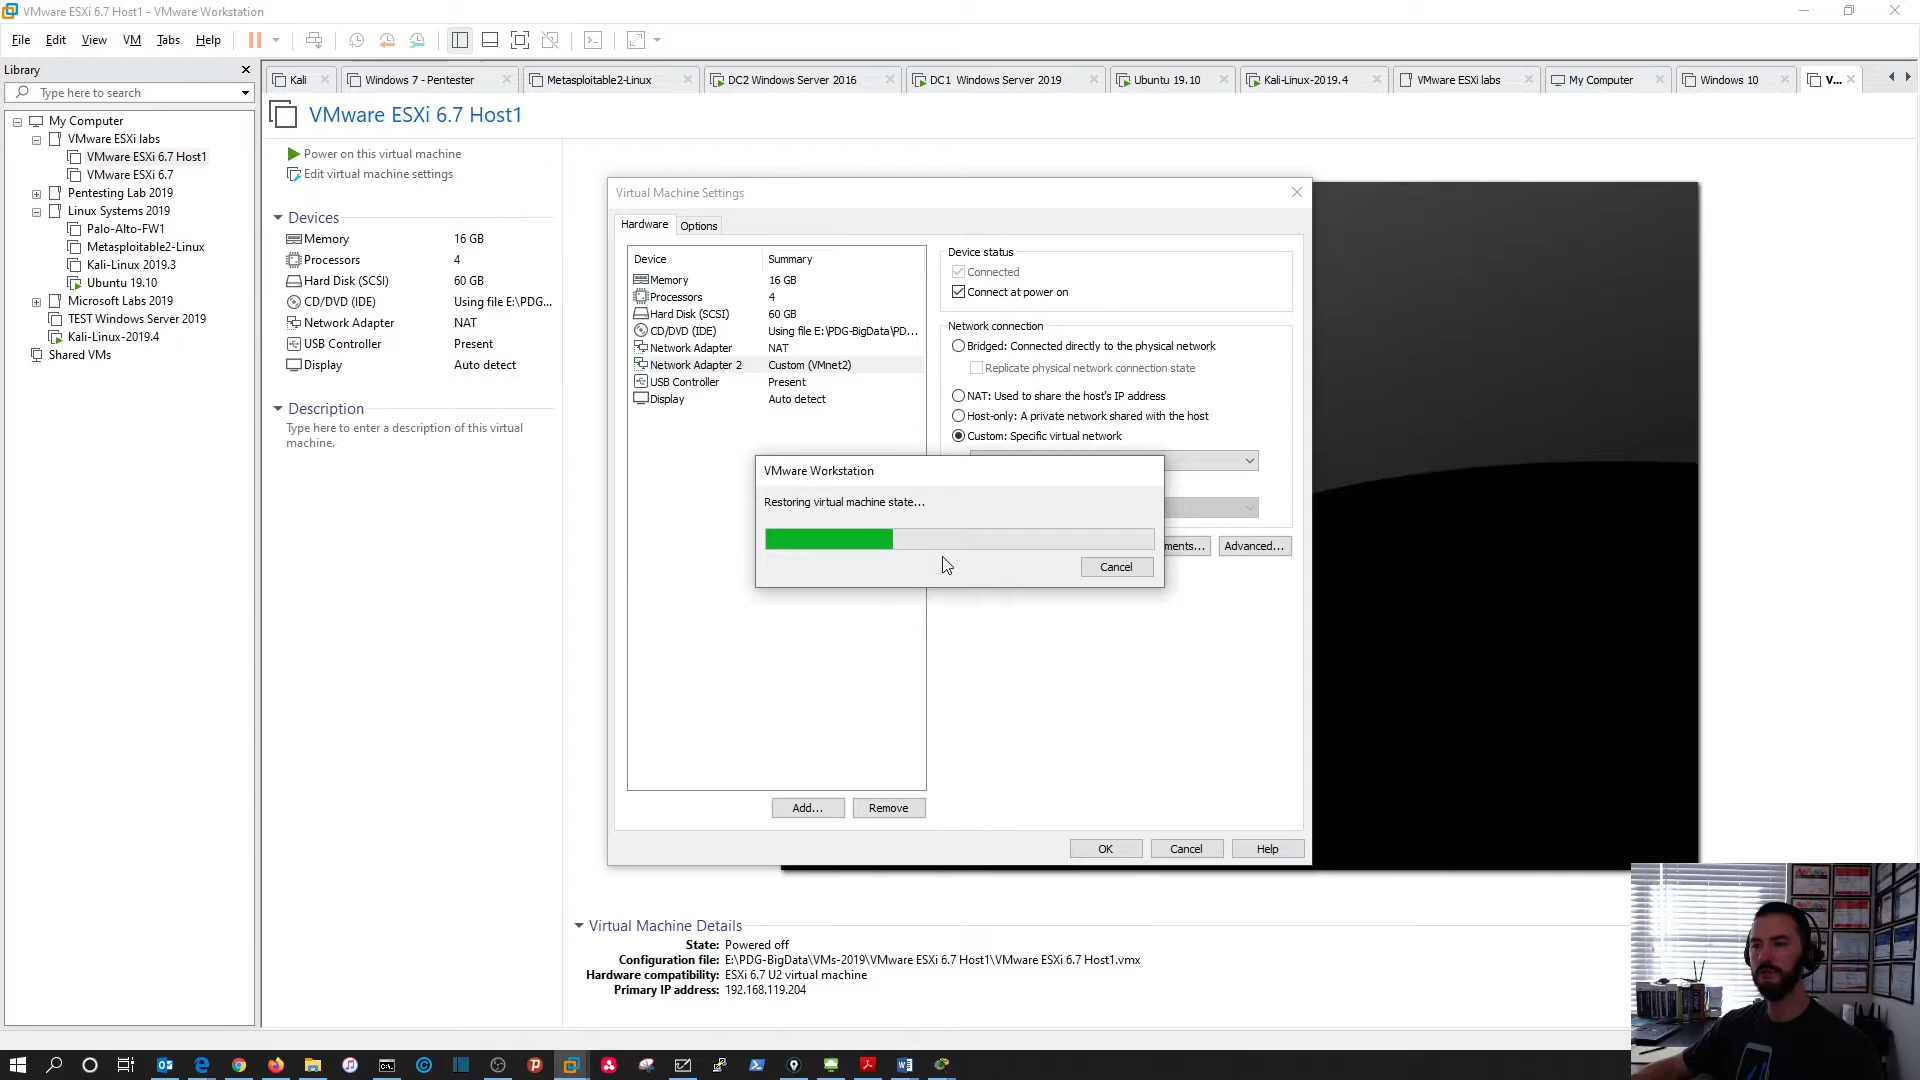 VMware ESXi 6.7 Host1 - VMware Workstation
File Edit View VM Tabs Help
Library
Type here to search
Kali
Windows 7 - Pentester
Metasploitable2-Linux
DC2 Windows Server 2016
DC1 Windows Server 2019
Ubuntu 19.10
Kali-Linux-2019.4
VMware ESXi labs
My Computer
Windows 10
V...
My Computer
VMware ESXi labs
VMware ESXi 6.7 Host1
VMware ESXi 6.7
Pentesting Lab 2019
Linux Systems 2019
Palo-Alto-FW1
Metasploitable2-Linux
Kali-Linux 2019.3
Ubuntu 19.10
Microsoft Labs 2019
TEST Windows Server 2019
Kali-Linux-2019.4
Shared VMs
VMware ESXi 6.7 Host1
Power on this virtual machine
Edit virtual machine settings
Devices
Memory 16 GB
Processors 4
Hard Disk (SCSI) 60 GB
CD/DVD (IDE) Using file E:\PDG...
Network Adapter NAT
USB Controller Present
Display Auto detect
Description
Type here to enter a description of this virtual
machine.
Virtual Machine Settings
Hardware Options
Device Summary
Memory 16 GB
Processors 4
Hard Disk (SCSI) 60 GB
CD/DVD (IDE) Using file E:\PDG-BigData\PD...
Network Adapter NAT
Network Adapter 2 Custom (VMnet2)
USB Controller Present
Display Auto detect
Add... Remove
Device status
Connected
Connect at power on
Network connection
Bridged: Connected directly to the physical network
Replicate physical network connection state
NAT: Used to share the host's IP address
Host-only: A private network shared with the host
Custom: Specific virtual network
ments... Advanced...
VMware Workstation
Restoring virtual machine state...
Cancel
OK Cancel Help
Virtual Machine Details
State: Powered off
Configuration file: E:\PDG-BigData\VMs-2019\VMware ESXi 6.7 Host1\VMware ESXi 6.7 Host1.vmx
Hardware compatibility: ESXi 6.7 U2 virtual machine
Primary IP address: 192.168.119.204